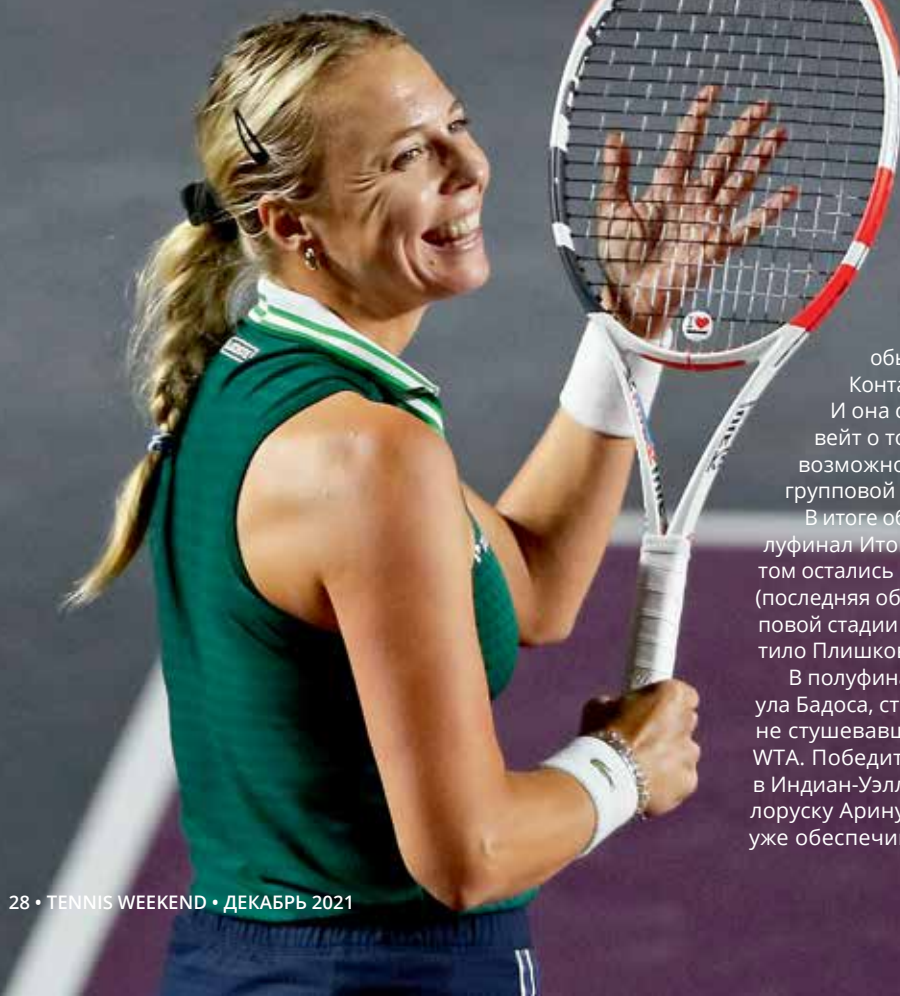 обы
Конта
И она с
вейт о то
возможно
групповой
В итоге об
луфинал Ито
том остались
(последняя об
повой стадии
тило Плишков
В полуфина
ула Бадоса, ст
не стушевавш
WTA. Победит
в Индиан-Уэлл
лоруску Арину
уже обеспечи
28 • TENNIS WEEKEND • ДЕКАБРЬ 2021